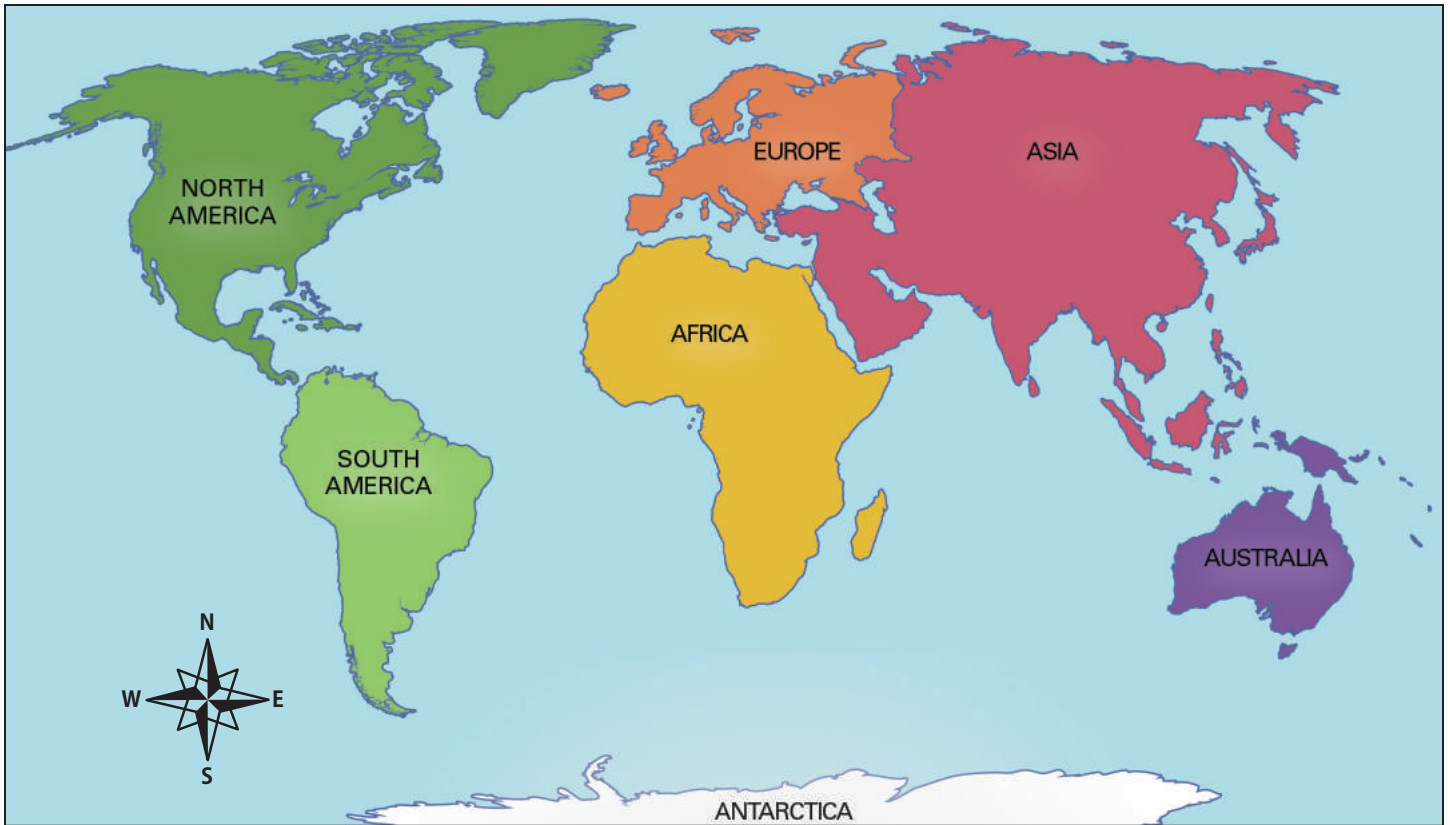 NORTH
AMERICA
EUROPE
ASIA
AFRICA
SOUTH
AMERICA
AUSTRALIA
N
W
E
S
ANTARCTICA